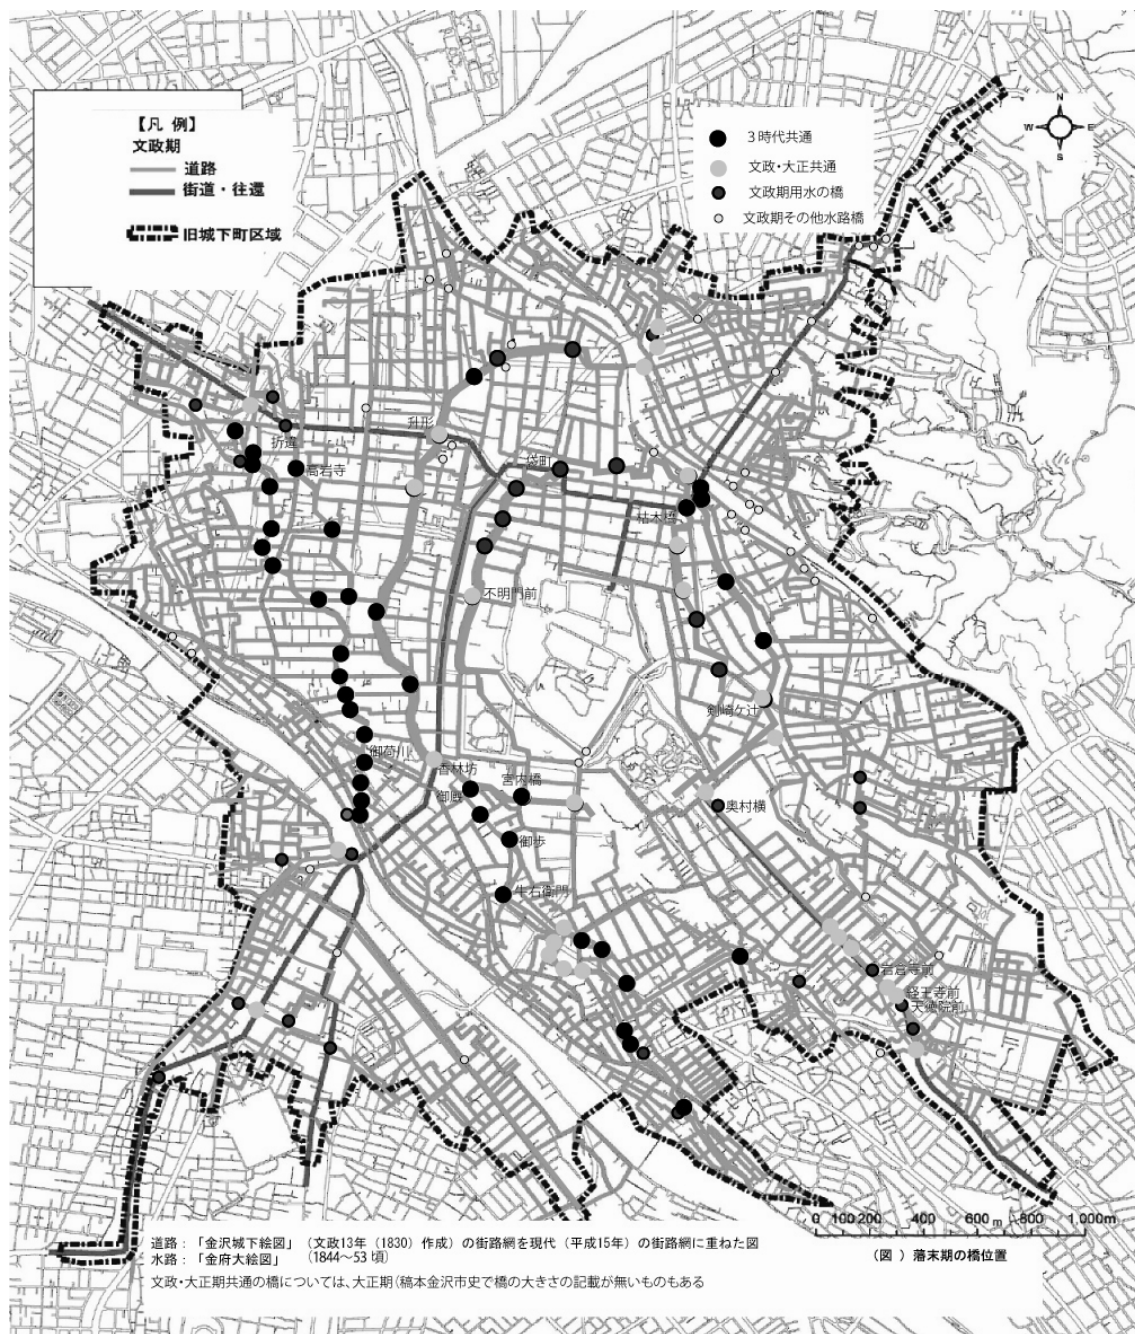 【凡 例】
文政期
道路
街道・往還
旧城下町区域
3時代共通
文政・大正共通
文政期用水の橋
文政期その他水路橋
N
W E
S
升形
折違
高岩寺
袋町
枯木橋
不明門前
剣崎ケ辻
御荷川
香林坊
宮内橋
御厩
奥村横
御歩
牛右衛門
岩倉寺前
経王寺前
天徳院前
0 100 200 400 600 m 800 1,000m
道路：「金沢城下絵図」（文政13年（1830）作成）の街路網を現代（平成15年）の街路網に重ねた図
水路：「金府大絵図」（1844〜53 頃）
文政・大正期共通の橋については、大正期（稿本金沢市史で橋の大きさの記載が無いものもある
（図 ）藩末期の橋位置